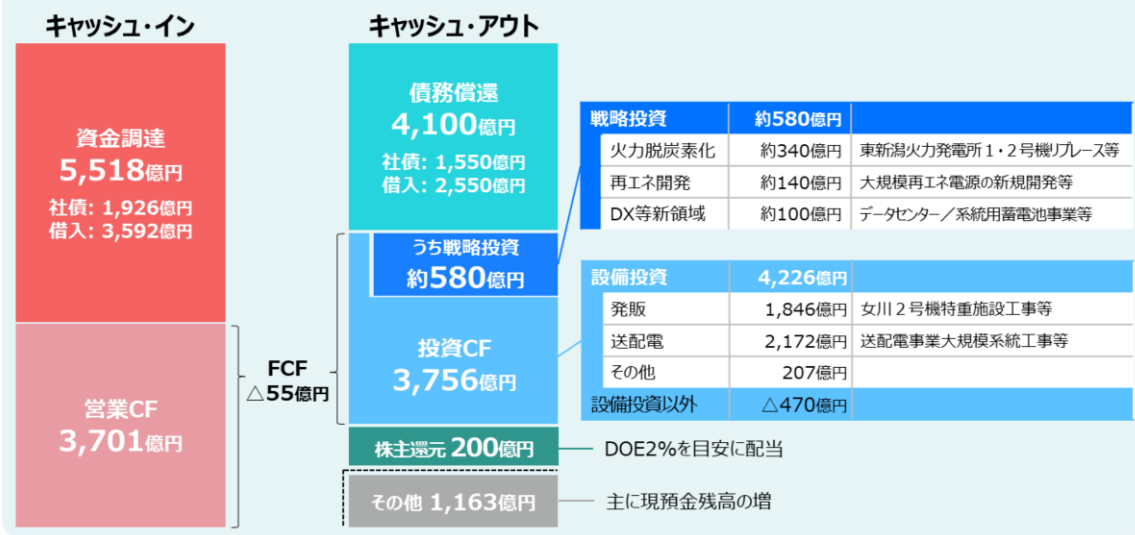 キャッシュ・イン
資金調達
5,518億円
社債: 1,926億円
借入: 3,592億円
営業CF
3,701億円
FCF
△55億円
キャッシュ・アウト
債務償還
4,100億円
社債: 1,550億円
借入: 2,550億円
うち戦略投資
約580億円
投資CF
3,756億円
株主還元 200億円
DOE2%を目安に配当
その他 1,163億円
主に現預金残高の増
戦略投資 約580億円
火力脱炭素化 約340億円 東新潟火力発電所1・2号機リプレース等
再エネ開発 約140億円 大規模再エネ電源の新規開発等
DX等新領域 約100億円 データセンター/系統用蓄電池事業等
設備投資 4,226億円
発販 1,846億円 女川2号機特重施設工事等
送配電 2,172億円 送配電事業大規模系統工事等
その他 207億円
設備投資以外 △470億円